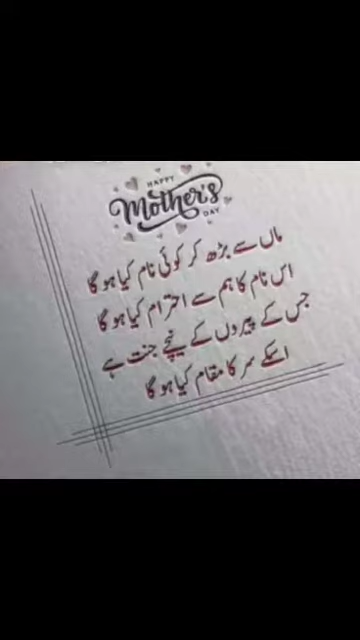 HAPPY
Mother's
DAY
ماں سے بڑھ کر کوئی نام کیا ہو گا
اس نام کا ہم سے احترام کیا ہو گا
جس کے پیروں کے نیچے جنت ہے
اسکے سر کا مقام کیا ہو گا